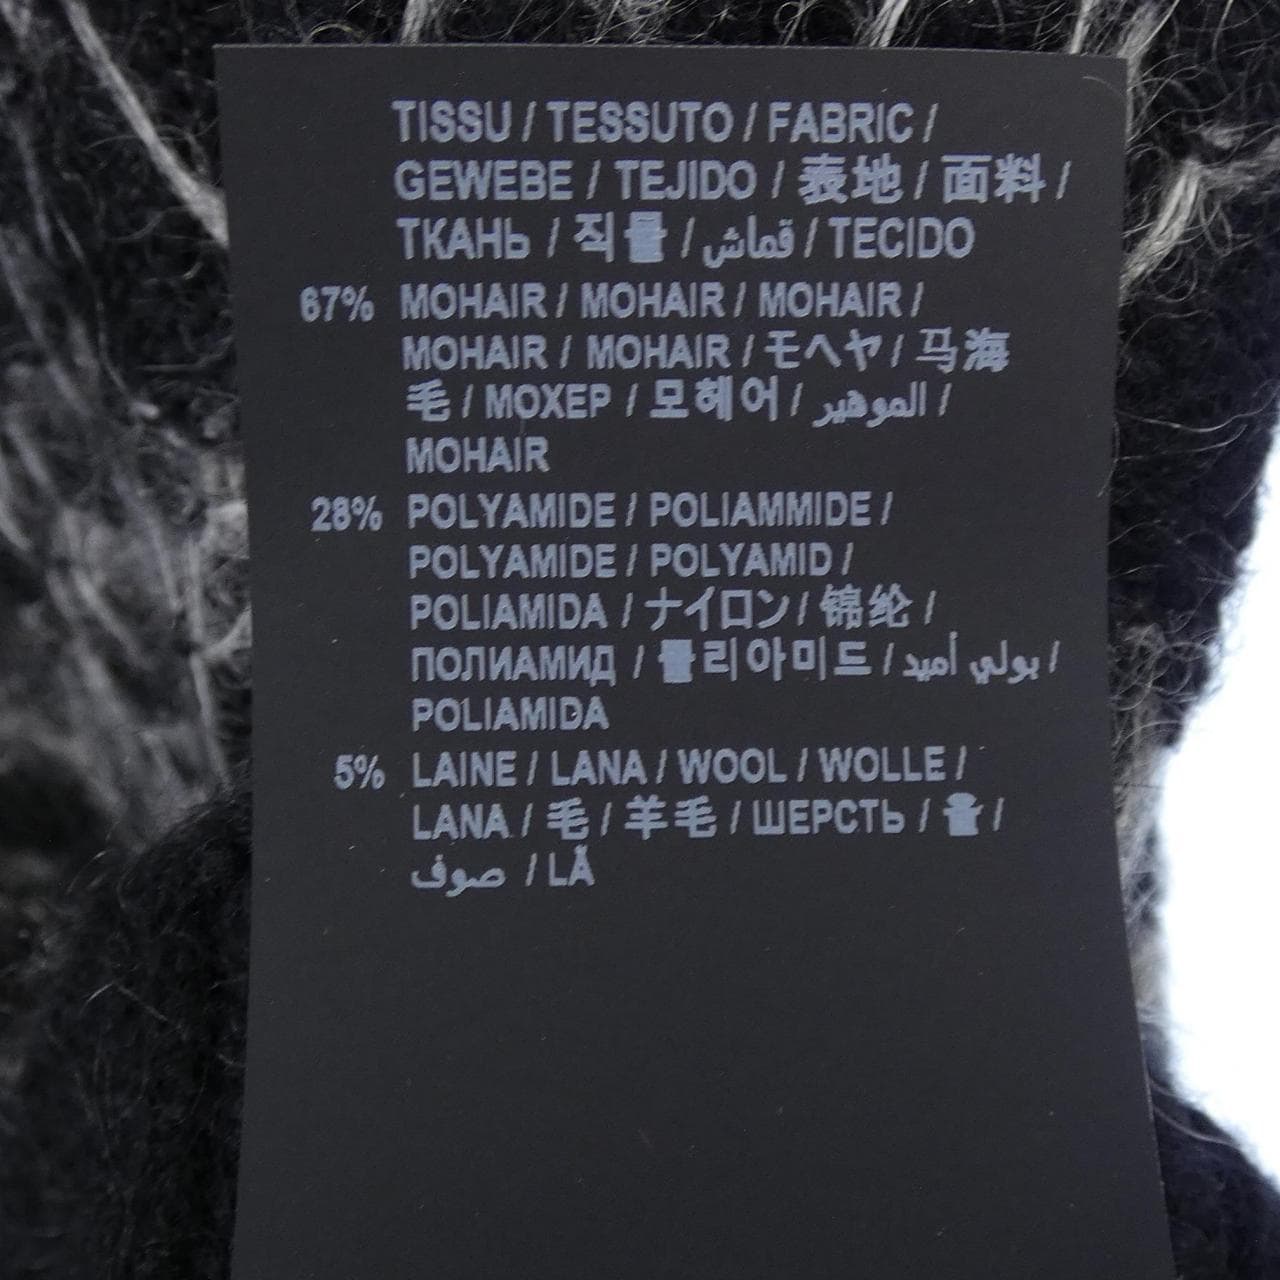 TISSU / TESSUTO / FABRIC /
GEWEBE / TEJIDO / 表地 / 面料 /
ТКАНЬ / 직물 / قماش / TECIDO
67% MOHAIR / MOHAIR / MOHAIR /
MOHAIR / MOHAIR / モヘヤ / 马海
毛 / МОХЕР / 모헤어 / الموهير /
MOHAIR
28% POLYAMIDE / POLIAMMIDE /
POLYAMIDE / POLYAMID /
POLIAMIDA / ナイロン / 锦纶 /
ПОЛИАМИД / 폴리아미드 / بولي أميد /
POLIAMIDA
5% LAINE / LANA / WOOL / WOLLE /
LANA / 毛 / 羊毛 / ШЕРСТЬ / 울 /
صوف / LÃ